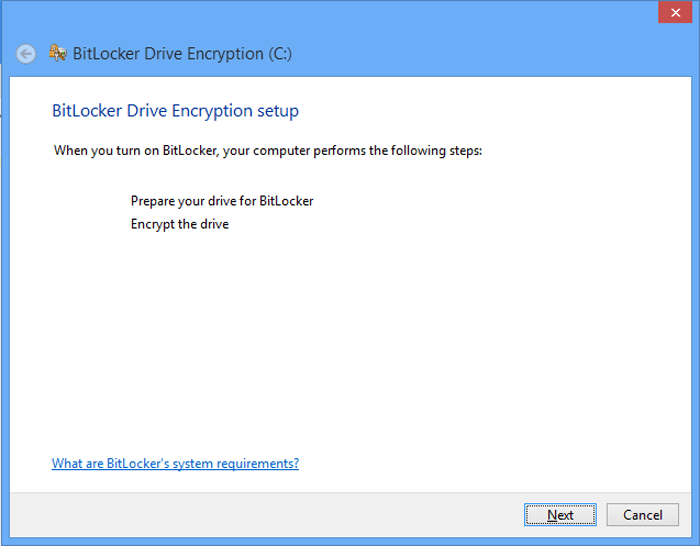 BitLocker Drive Encryption (C:)
BitLocker Drive Encryption setup
When you turn on BitLocker, your computer performs the following steps:
Prepare your drive for BitLocker
Encrypt the drive
What are BitLocker's system requirements?
Next Cancel